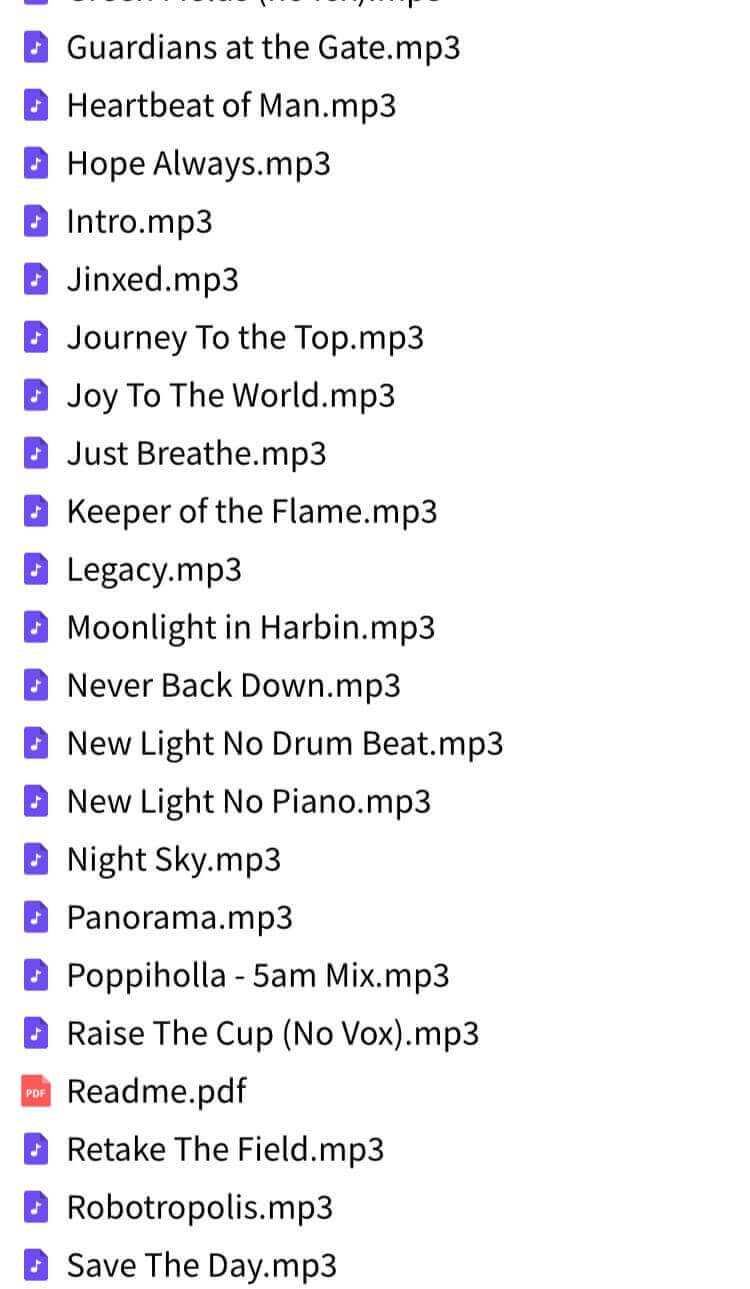 Guardians at the Gate.mp3
Heartbeat of Man.mp3
Hope Always.mp3
Intro.mp3
Jinxed.mp3
Journey To the Top.mp3
Joy To The World.mp3
Just Breathe.mp3
Keeper of the Flame.mp3
Legacy.mp3
Moonlight in Harbin.mp3
Never Back Down.mp3
New Light No Drum Beat.mp3
New Light No Piano.mp3
Night Sky.mp3
Panorama.mp3
Poppiholla - 5am Mix.mp3
Raise The Cup (No Vox).mp3
PDF Readme.pdf
Retake The Field.mp3
Robotropolis.mp3
Save The Day.mp3